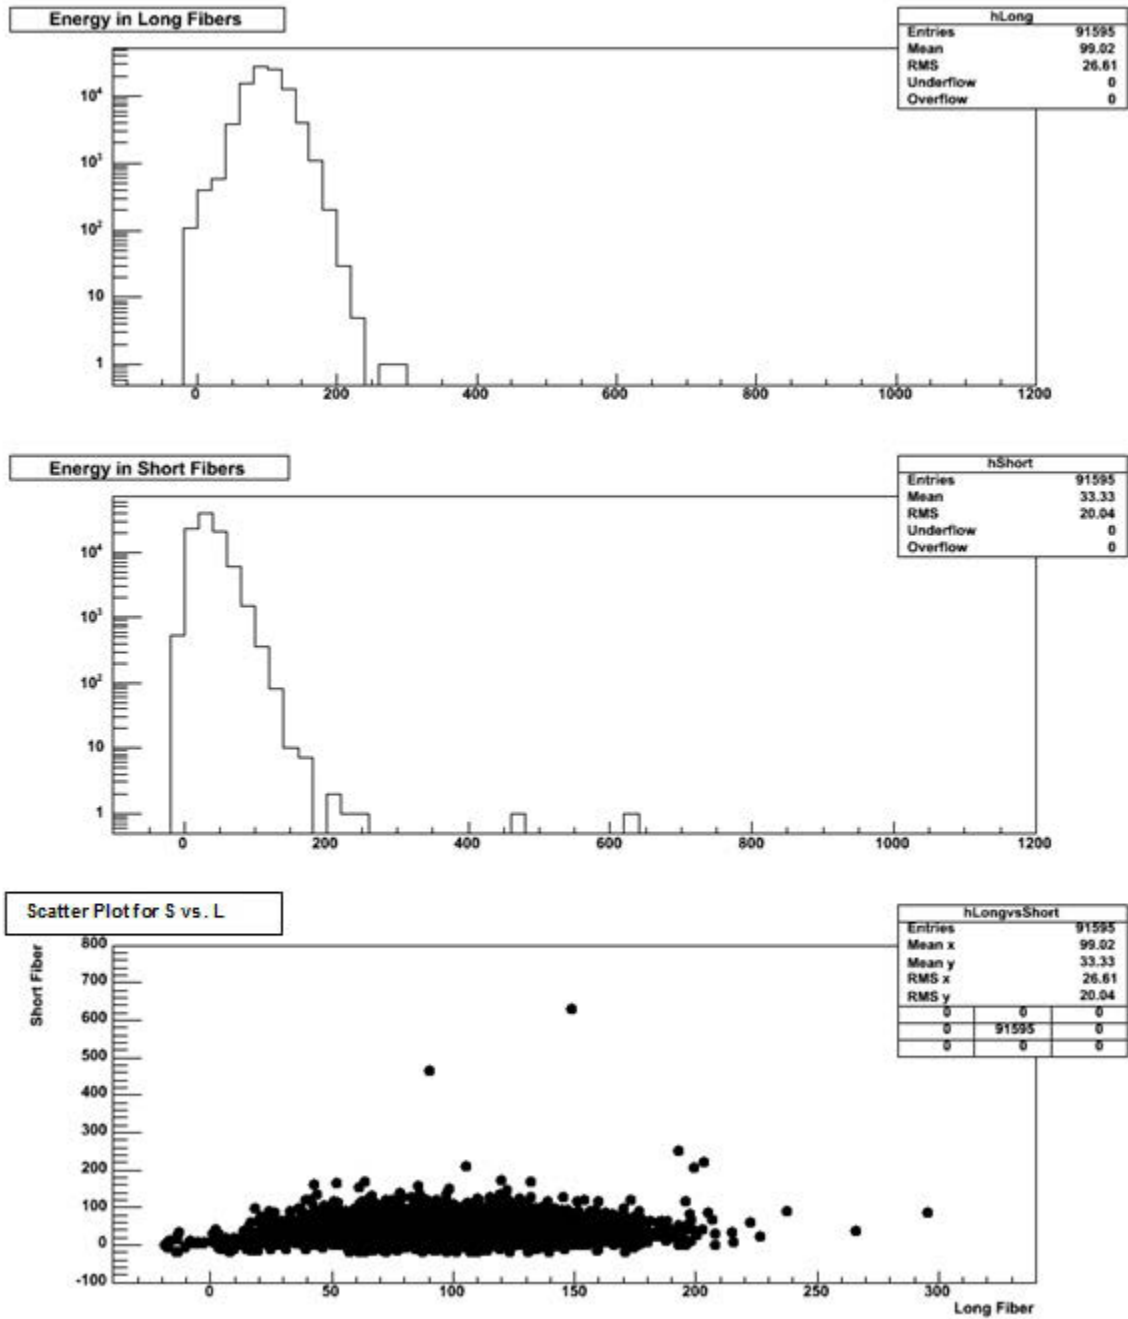 Energy in Long Fibers
hLong
Entries 91595
Mean 99.02
RMS 26.61
Underflow 0
Overflow 0
10⁴
10³
10²
10
1
0 200 400 600 800 1000 1200
Energy in Short Fibers
hShort
Entries 91595
Mean 33.33
RMS 20.04
Underflow 0
Overflow 0
10⁴
10³
10²
10
1
0 200 400 600 800 1000 1200
Scatter Plot for S vs. L
hLongvsShort
Entries 91595
Mean x 99.02
Mean y 33.33
RMS x 26.61
RMS y 20.04
0 0 0
0 91595 0
0 0 0
Short Fiber
800
700
600
500
400
300
200
100
0
-100
0 50 100 150 200 250 300
Long Fiber